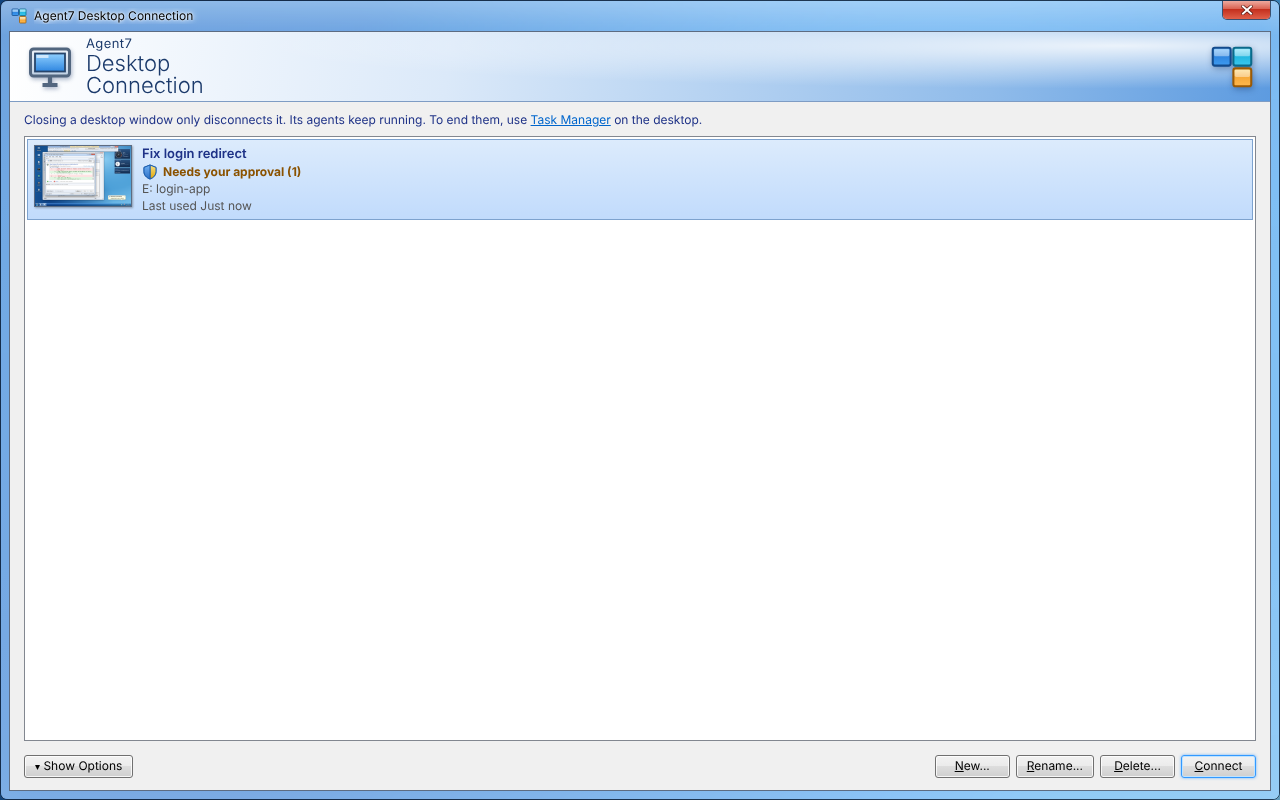 Agent7 Desktop Connection
Agent7
Desktop
Connection
Closing a desktop window only disconnects it. Its agents keep running. To end them, use Task Manager on the desktop.
Fix login redirect
Needs your approval (1)
E: login-app
Last used Just now
Show Options
New...
Rename...
Delete...
Connect